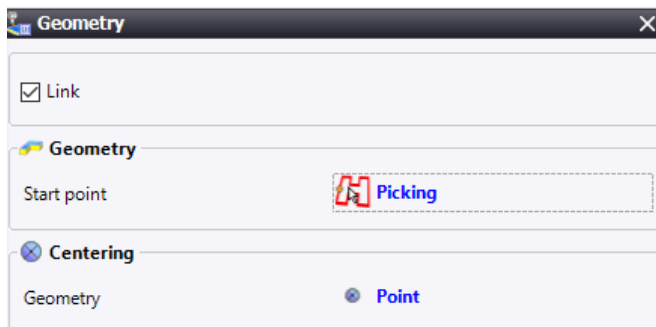 Geometry
Link
Geometry
Start point Picking
Centering
Geometry Point